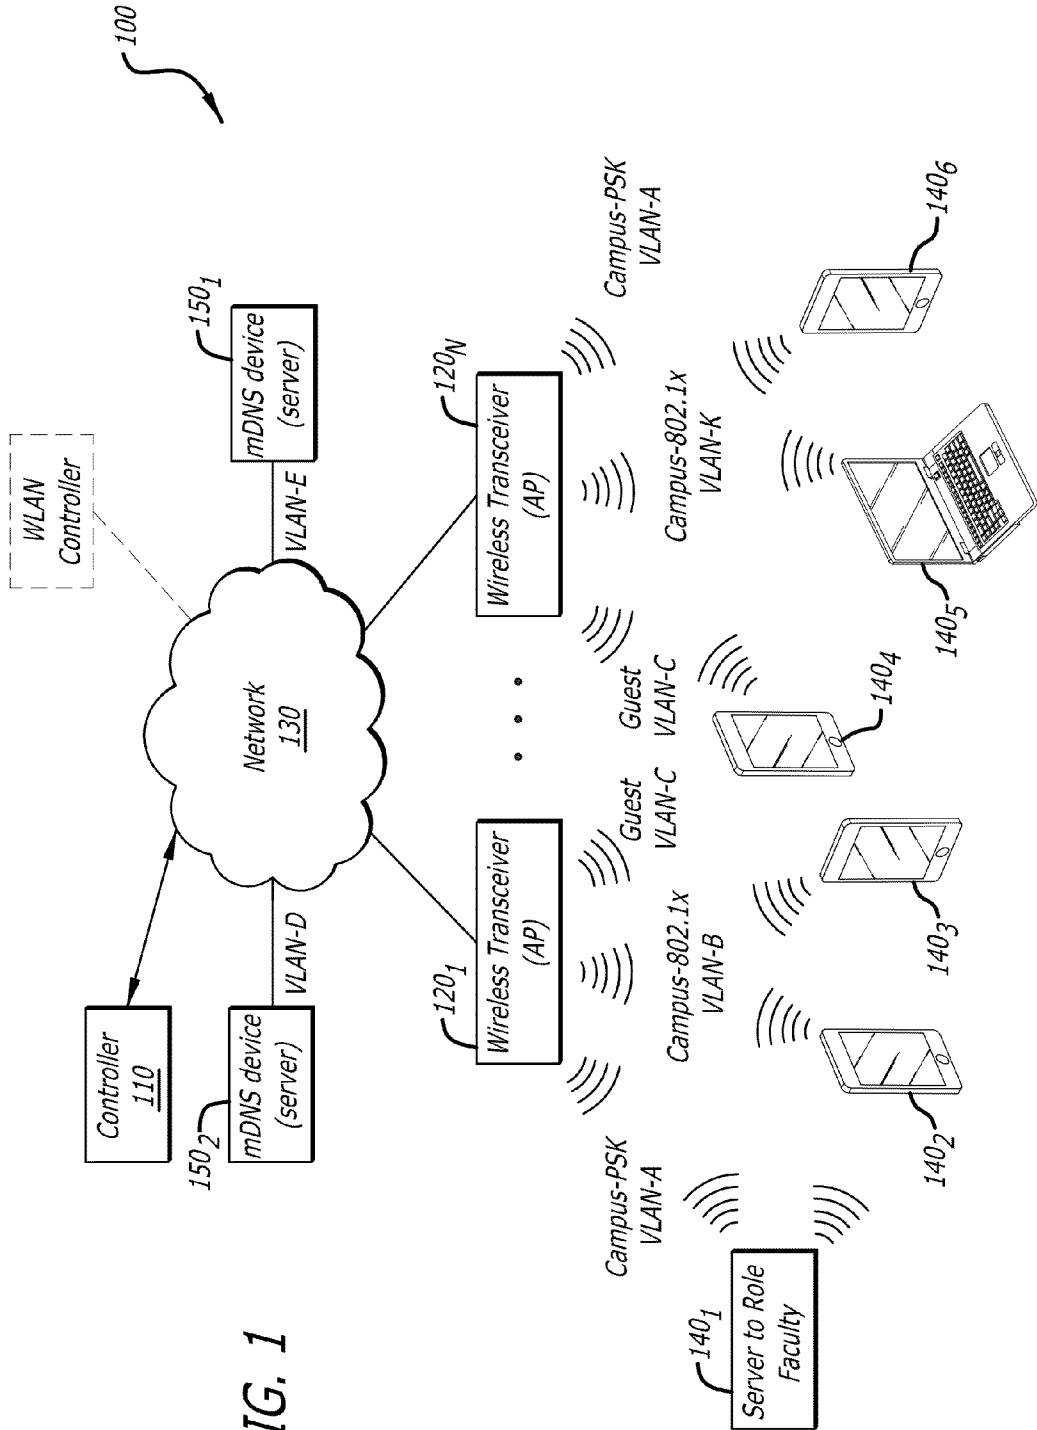 100
WLAN
Controller
Controller
110
150₂
mDNS device
(server)
VLAN-D
Network
130
VLAN-E
150₁
mDNS device
(server)
120₁
Wireless Transceiver
(AP)
120N
Wireless Transceiver
(AP)
Campus-PSK
VLAN-A
Campus-802.1x
VLAN-B
Guest
VLAN-C
Guest
VLAN-C
Campus-802.1x
VLAN-K
Campus-PSK
VLAN-A
140₁
Server to Role
Faculty
140₂
140₃
140₄
140₅
140₆
IG. 1